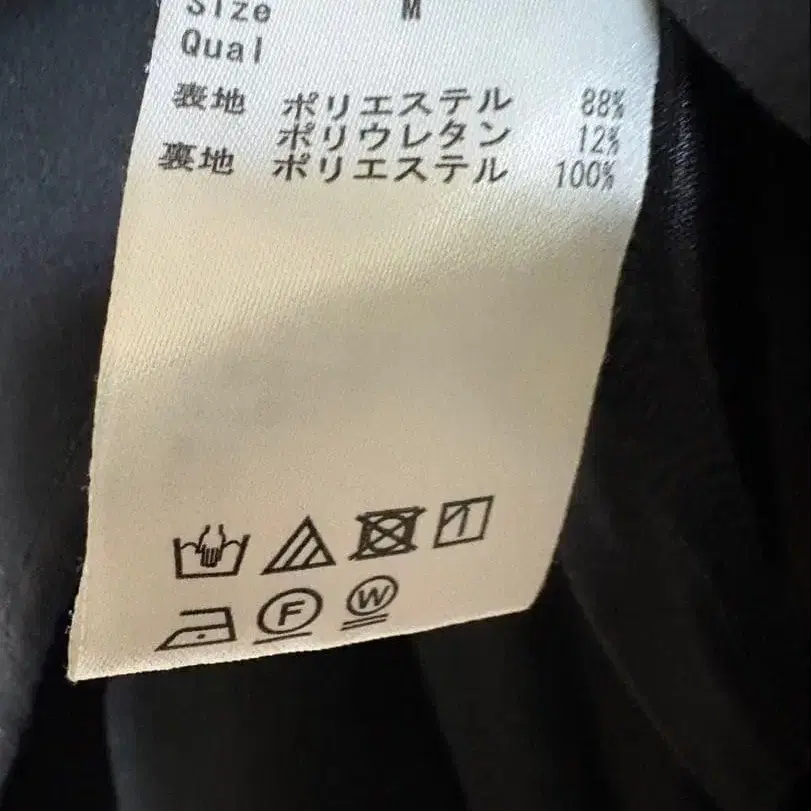 Size M
Qual
表地 ポリエステル 88%
ポリウレタン 12%
裏地 ポリエステル 100%
F W